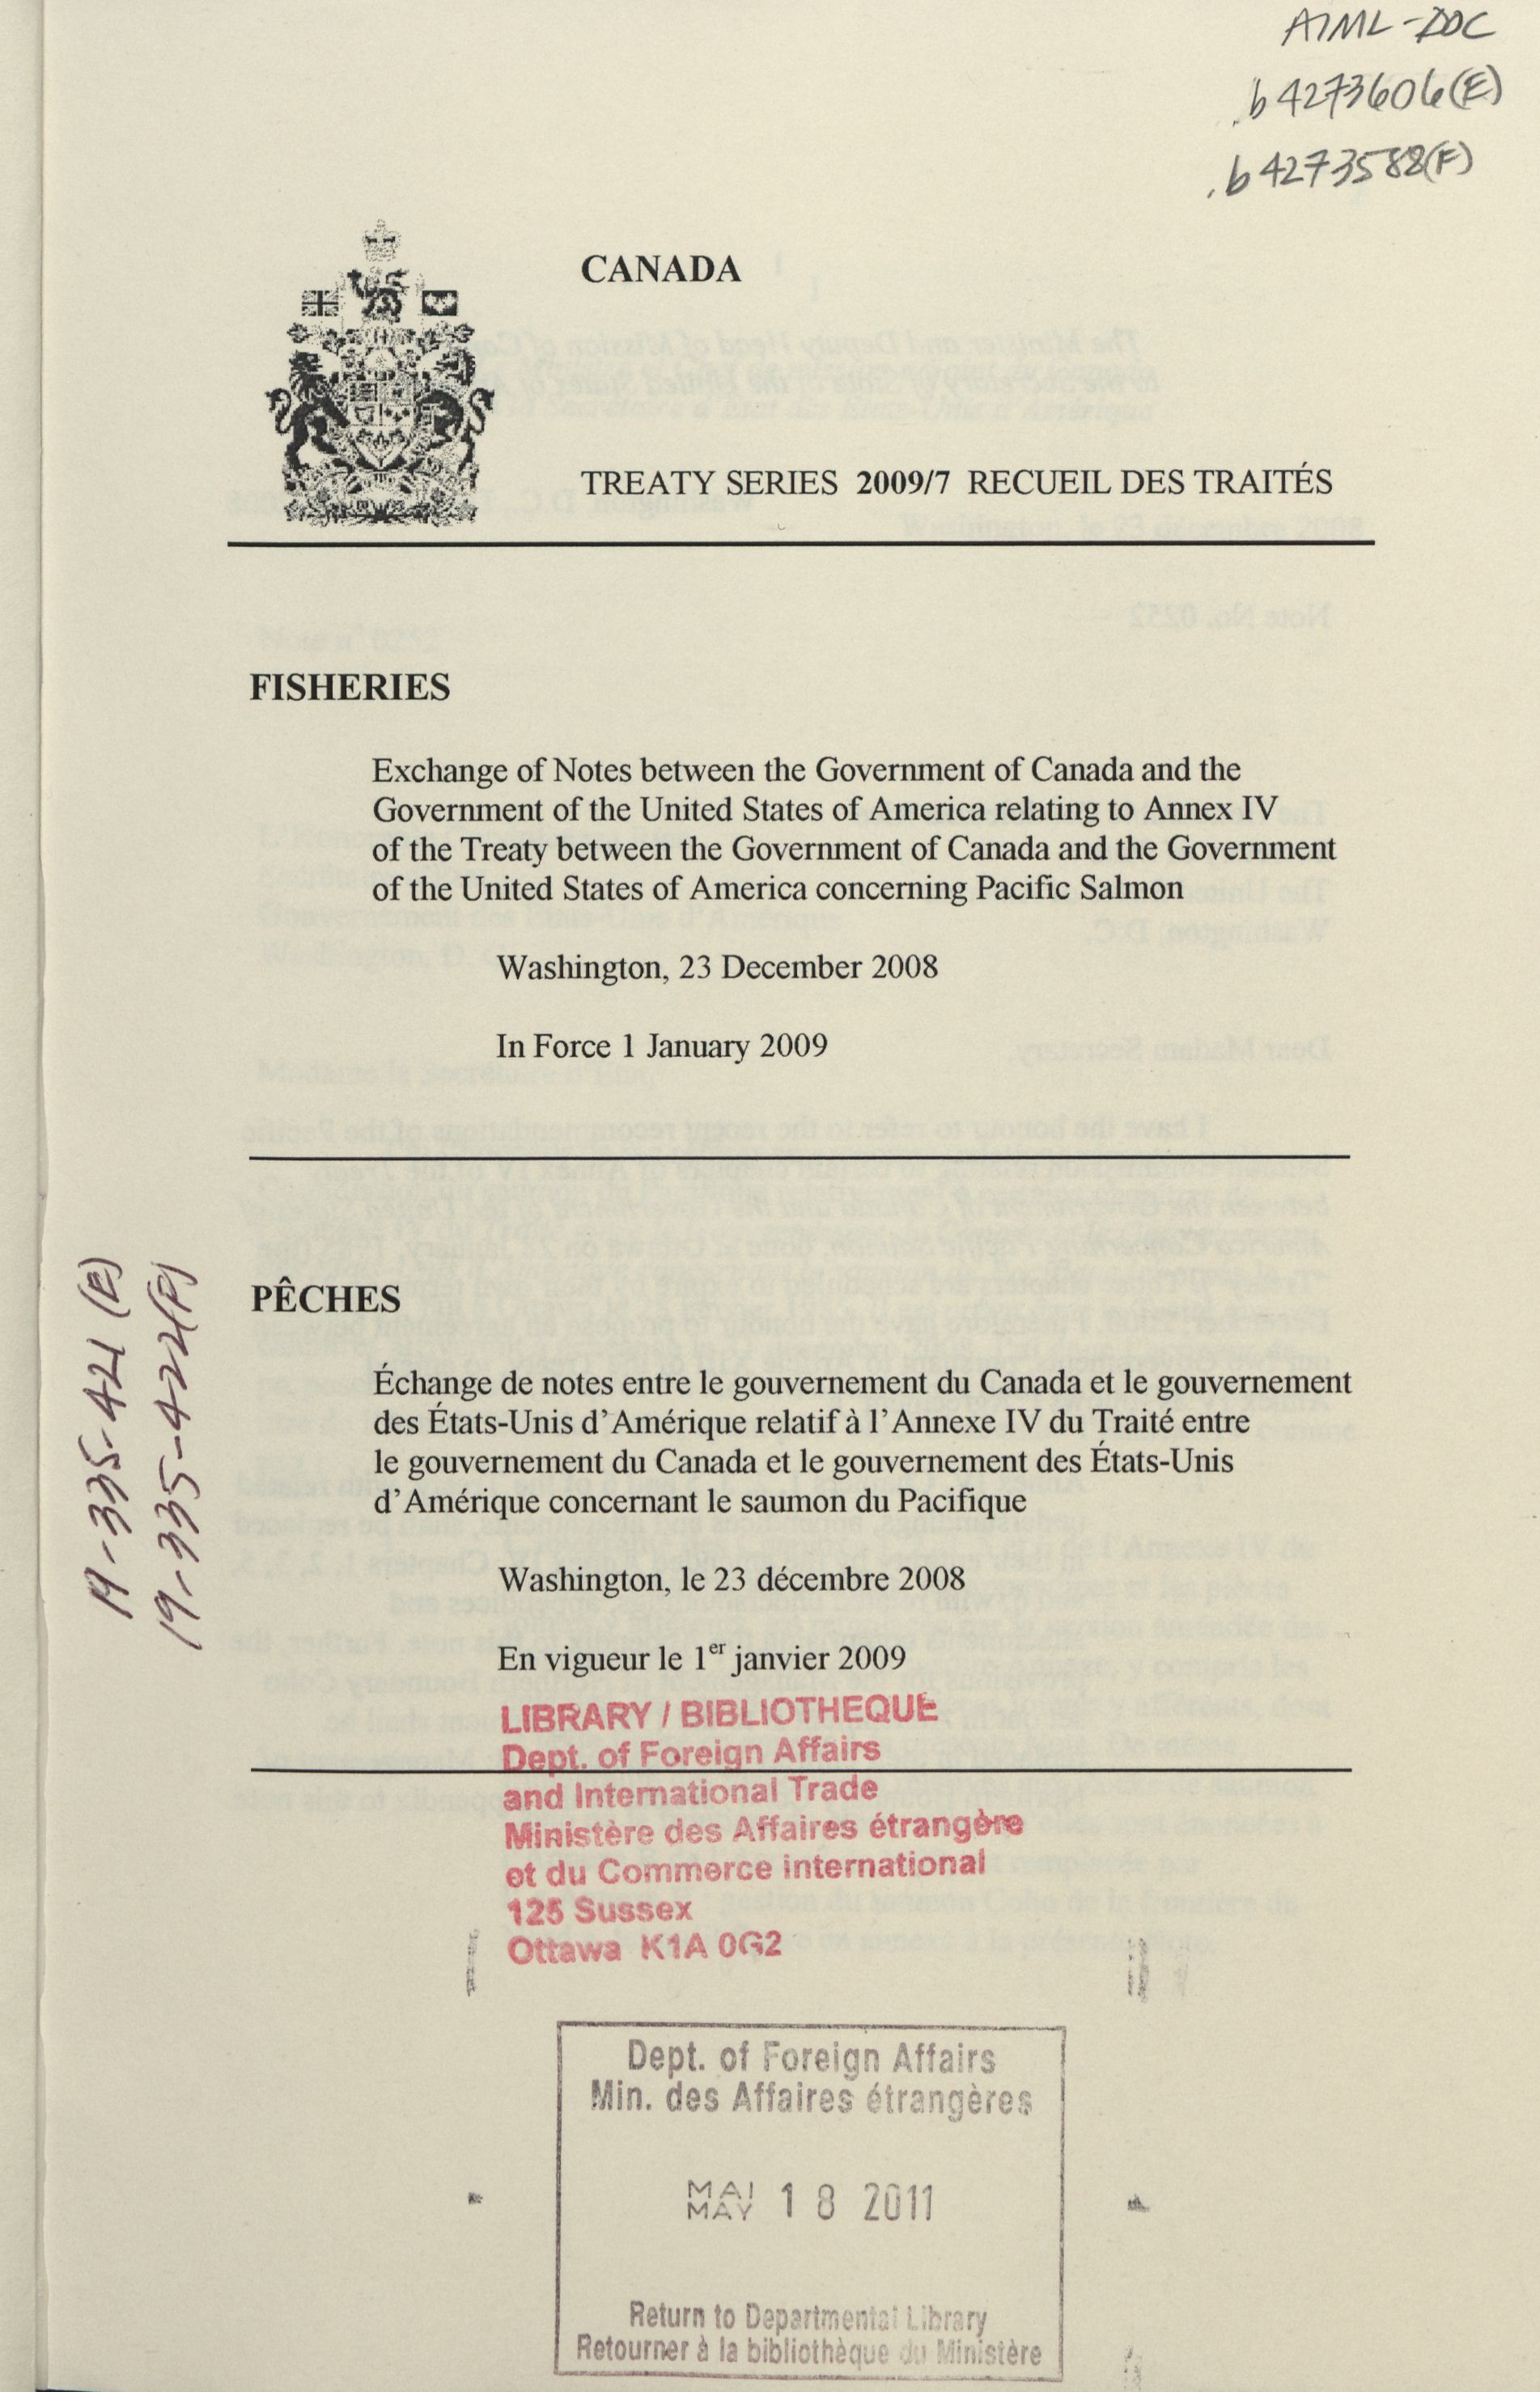 AIML-DOC
.b4273606(E)
.b4273588(F)
CANADA
TREATY SERIES 2009/7 RECUEIL DES TRAITÉS
FISHERIES
Exchange of Notes between the Government of Canada and the
Government of the United States of America relating to Annex IV
of the Treaty between the Government of Canada and the Government
of the United States of America concerning Pacific Salmon
Washington, 23 December 2008
In Force 1 January 2009
19-335-421 (E)
19-335-422(F)
PÊCHES
Échange de notes entre le gouvernement du Canada et le gouvernement
des États-Unis d'Amérique relatif à l'Annexe IV du Traité entre
le gouvernement du Canada et le gouvernement des États-Unis
d'Amérique concernant le saumon du Pacifique
Washington, le 23 décembre 2008
En vigueur le 1er janvier 2009
LIBRARY / BIBLIOTHEQUE
Dept. of Foreign Affairs
and International Trade
Ministère des Affaires étrangère
et du Commerce international
125 Sussex
Ottawa K1A 0G2
Dept. of Foreign Affairs
Min. des Affaires étrangères
MAI
MAY 18 2011
Return to Departmental Library
Retourner à la bibliothèque du Ministère